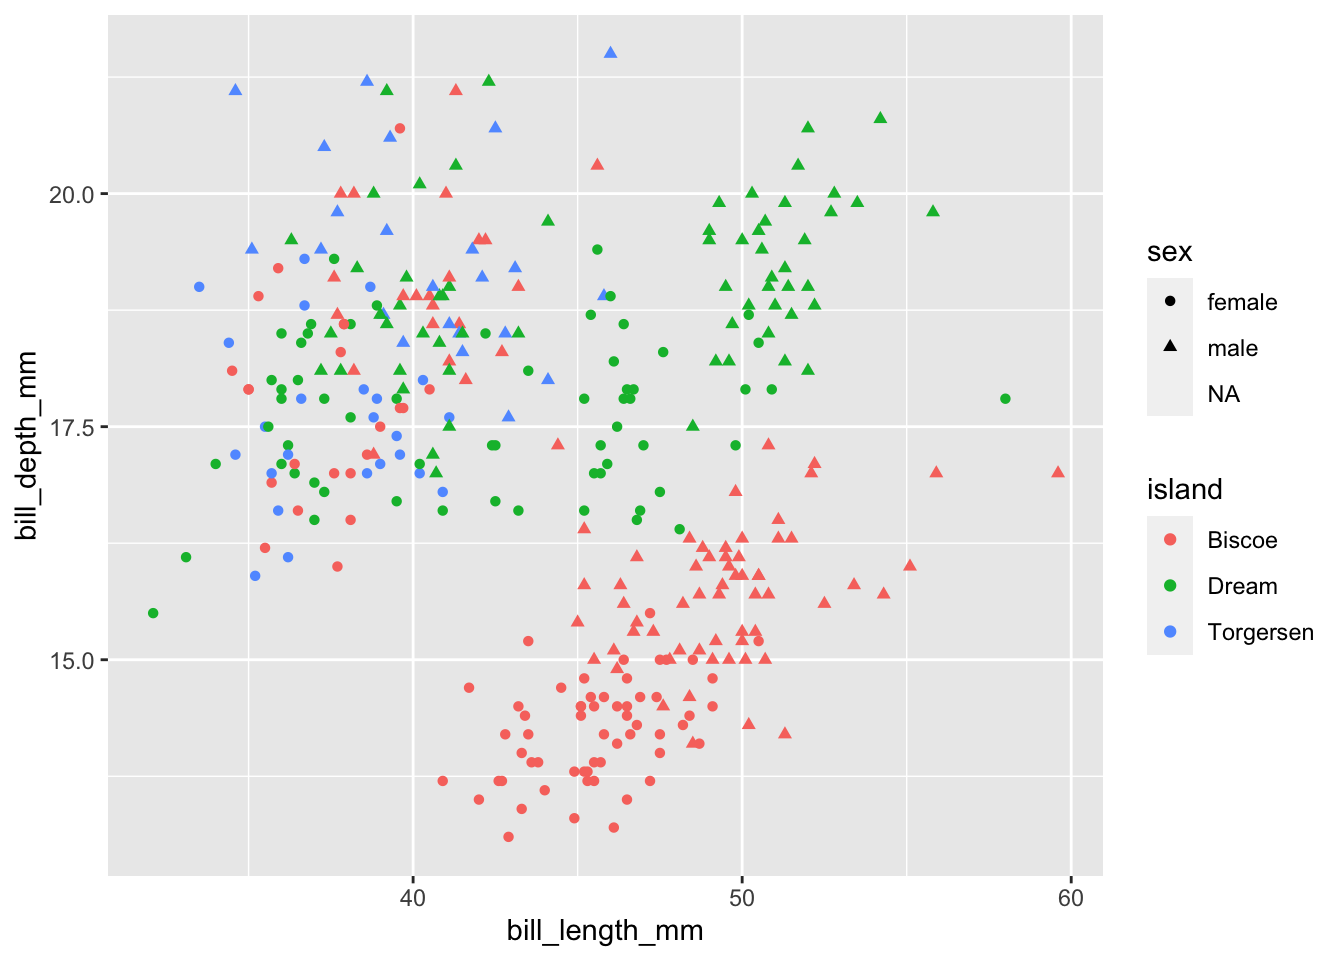 20.0
17.5
15.0
bill_depth_mm
40
50
60
bill_length_mm
sex
female
male
NA
island
Biscoe
Dream
Torgersen